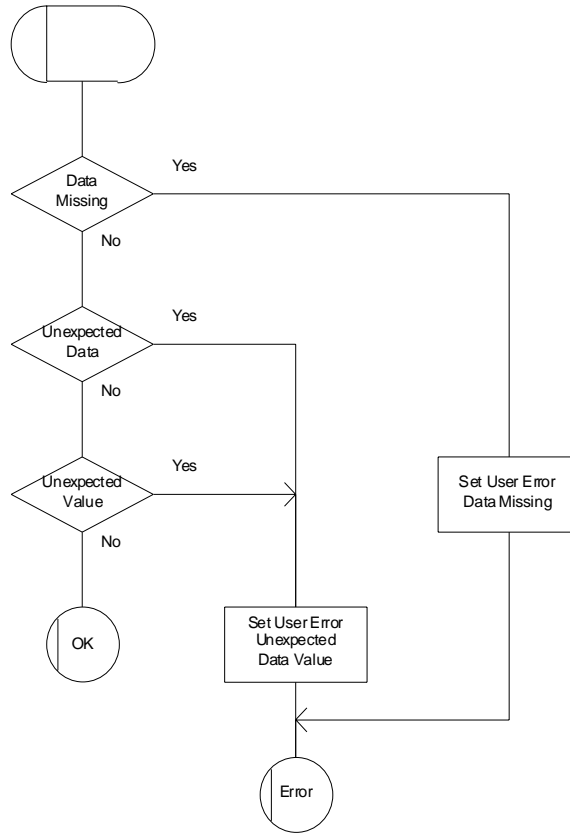 Yes
Data
Missing
No
Yes
Unexpected
Data
No
Yes
Unexpected
Value
Set User Error
Data Missing
No
OK
Set User Error
Unexpected
Data Value
Error